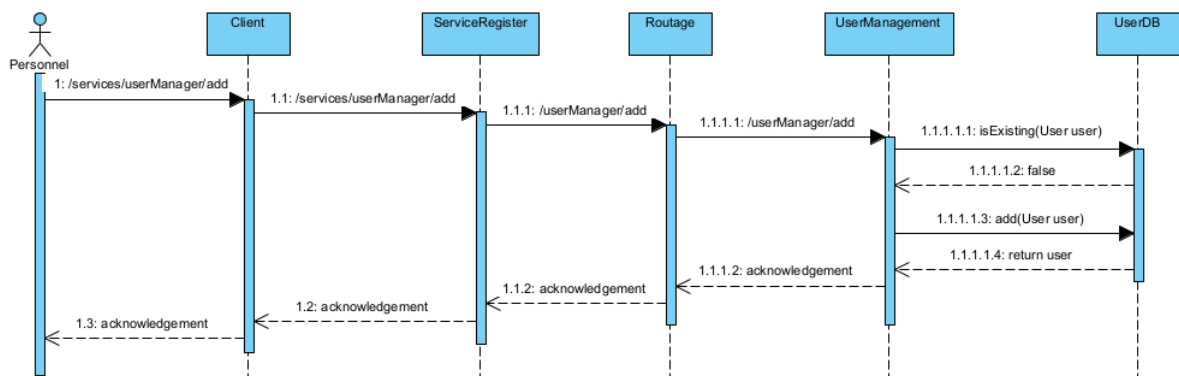 Client
ServiceRegister
Routage
UserManagement
UserDB
Personnel
1: /services/userManager/add
1.1: /services/userManager/add
1.1.1: /userManager/add
1.1.1.1: /userManager/add
1.1.1.1.1: isExisting(User user)
1.1.1.1.2: false
1.1.1.1.3: add(User user)
1.1.1.1.4: return user
1.1.1.2: acknowledgement
1.1.2: acknowledgement
1.2: acknowledgement
1.3: acknowledgement